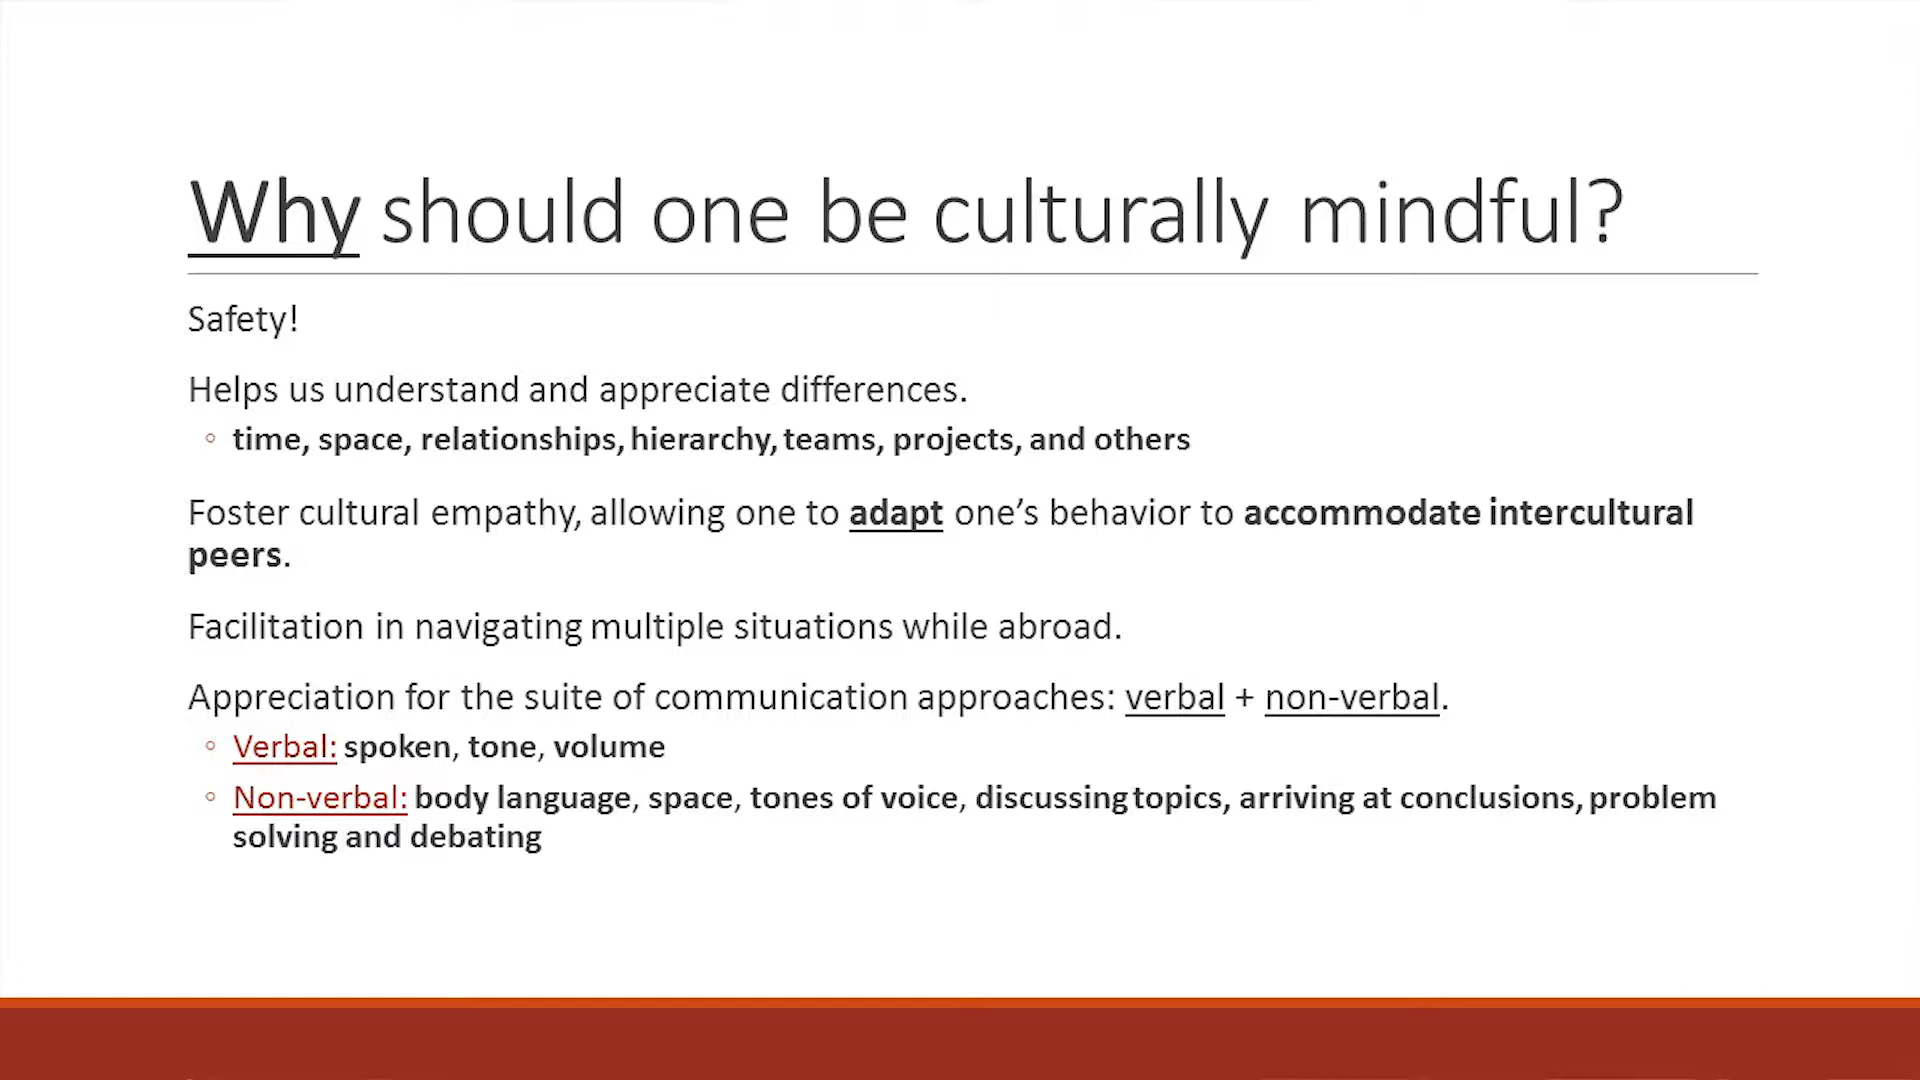 Why should one be culturally mindful?
Safety!
Helps us understand and appreciate differences.
◦ time, space, relationships, hierarchy, teams, projects, and others
Foster cultural empathy, allowing one to adapt one’s behavior to accommodate intercultural
peers.
Facilitation in navigating multiple situations while abroad.
Appreciation for the suite of communication approaches: verbal + non-verbal.
◦ Verbal: spoken, tone, volume
◦ Non-verbal: body language, space, tones of voice, discussing topics, arriving at conclusions, problem
solving and debating